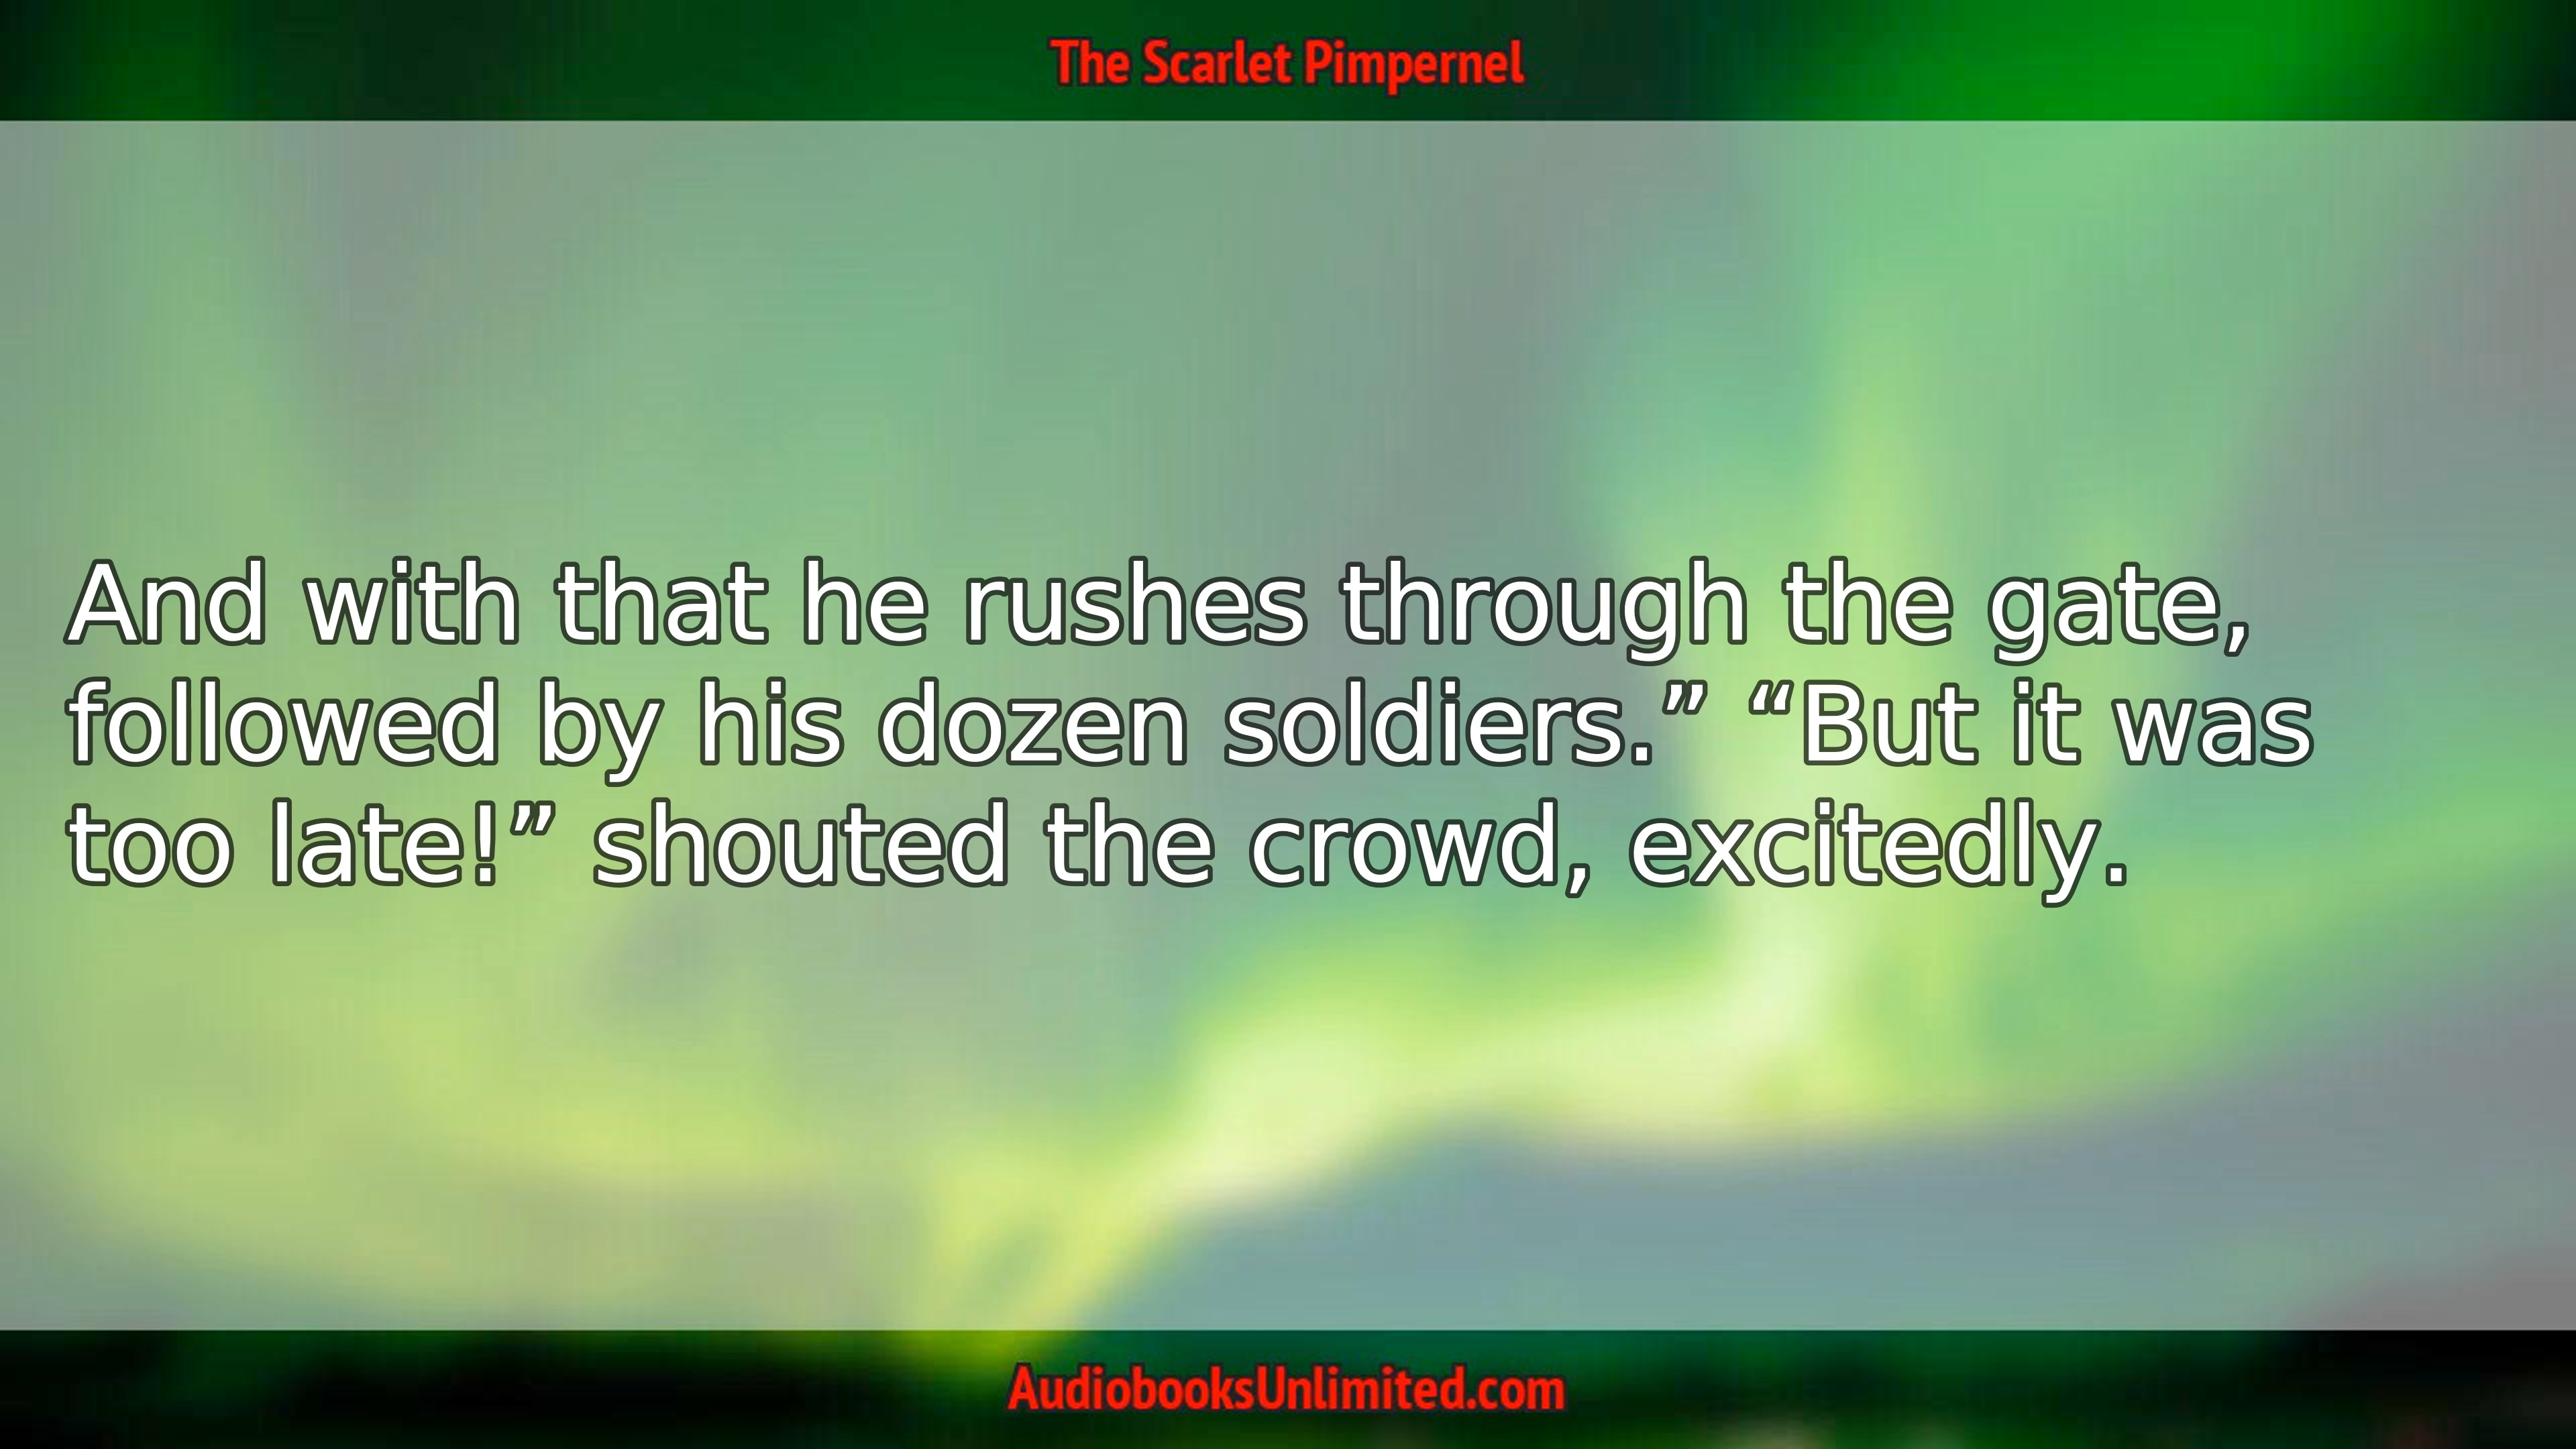 The Scarlet Pimpernel
And with that he rushes through the gate,
followed by his dozen soldiers.” “But it was
too late!” shouted the crowd, excitedly.
AudiobooksUnlimited.com